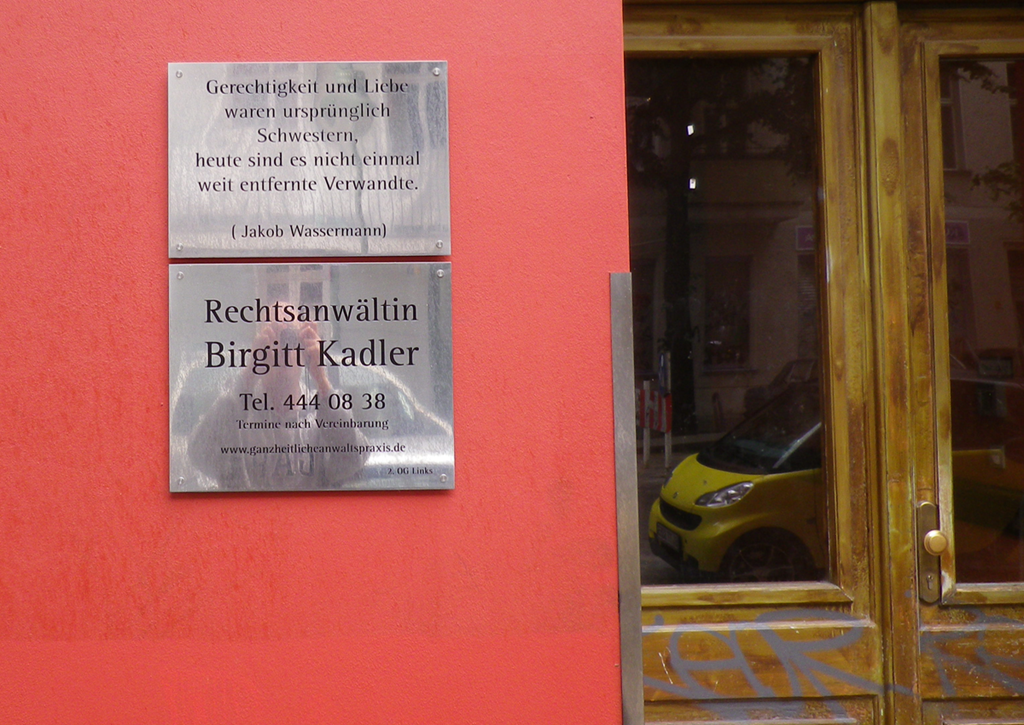 Gerechtigkeit und Liebe
waren ursprünglich
Schwestern,
heute sind es nicht einmal
weit entfernte Verwandte.
( Jakob Wassermann)
Rechtsanwältin
Birgitt Kadler
Tel. 444 08 38
Termine nach Vereinbarung
www.ganzheitlicheanwaltspraxis.de
2. OG Links